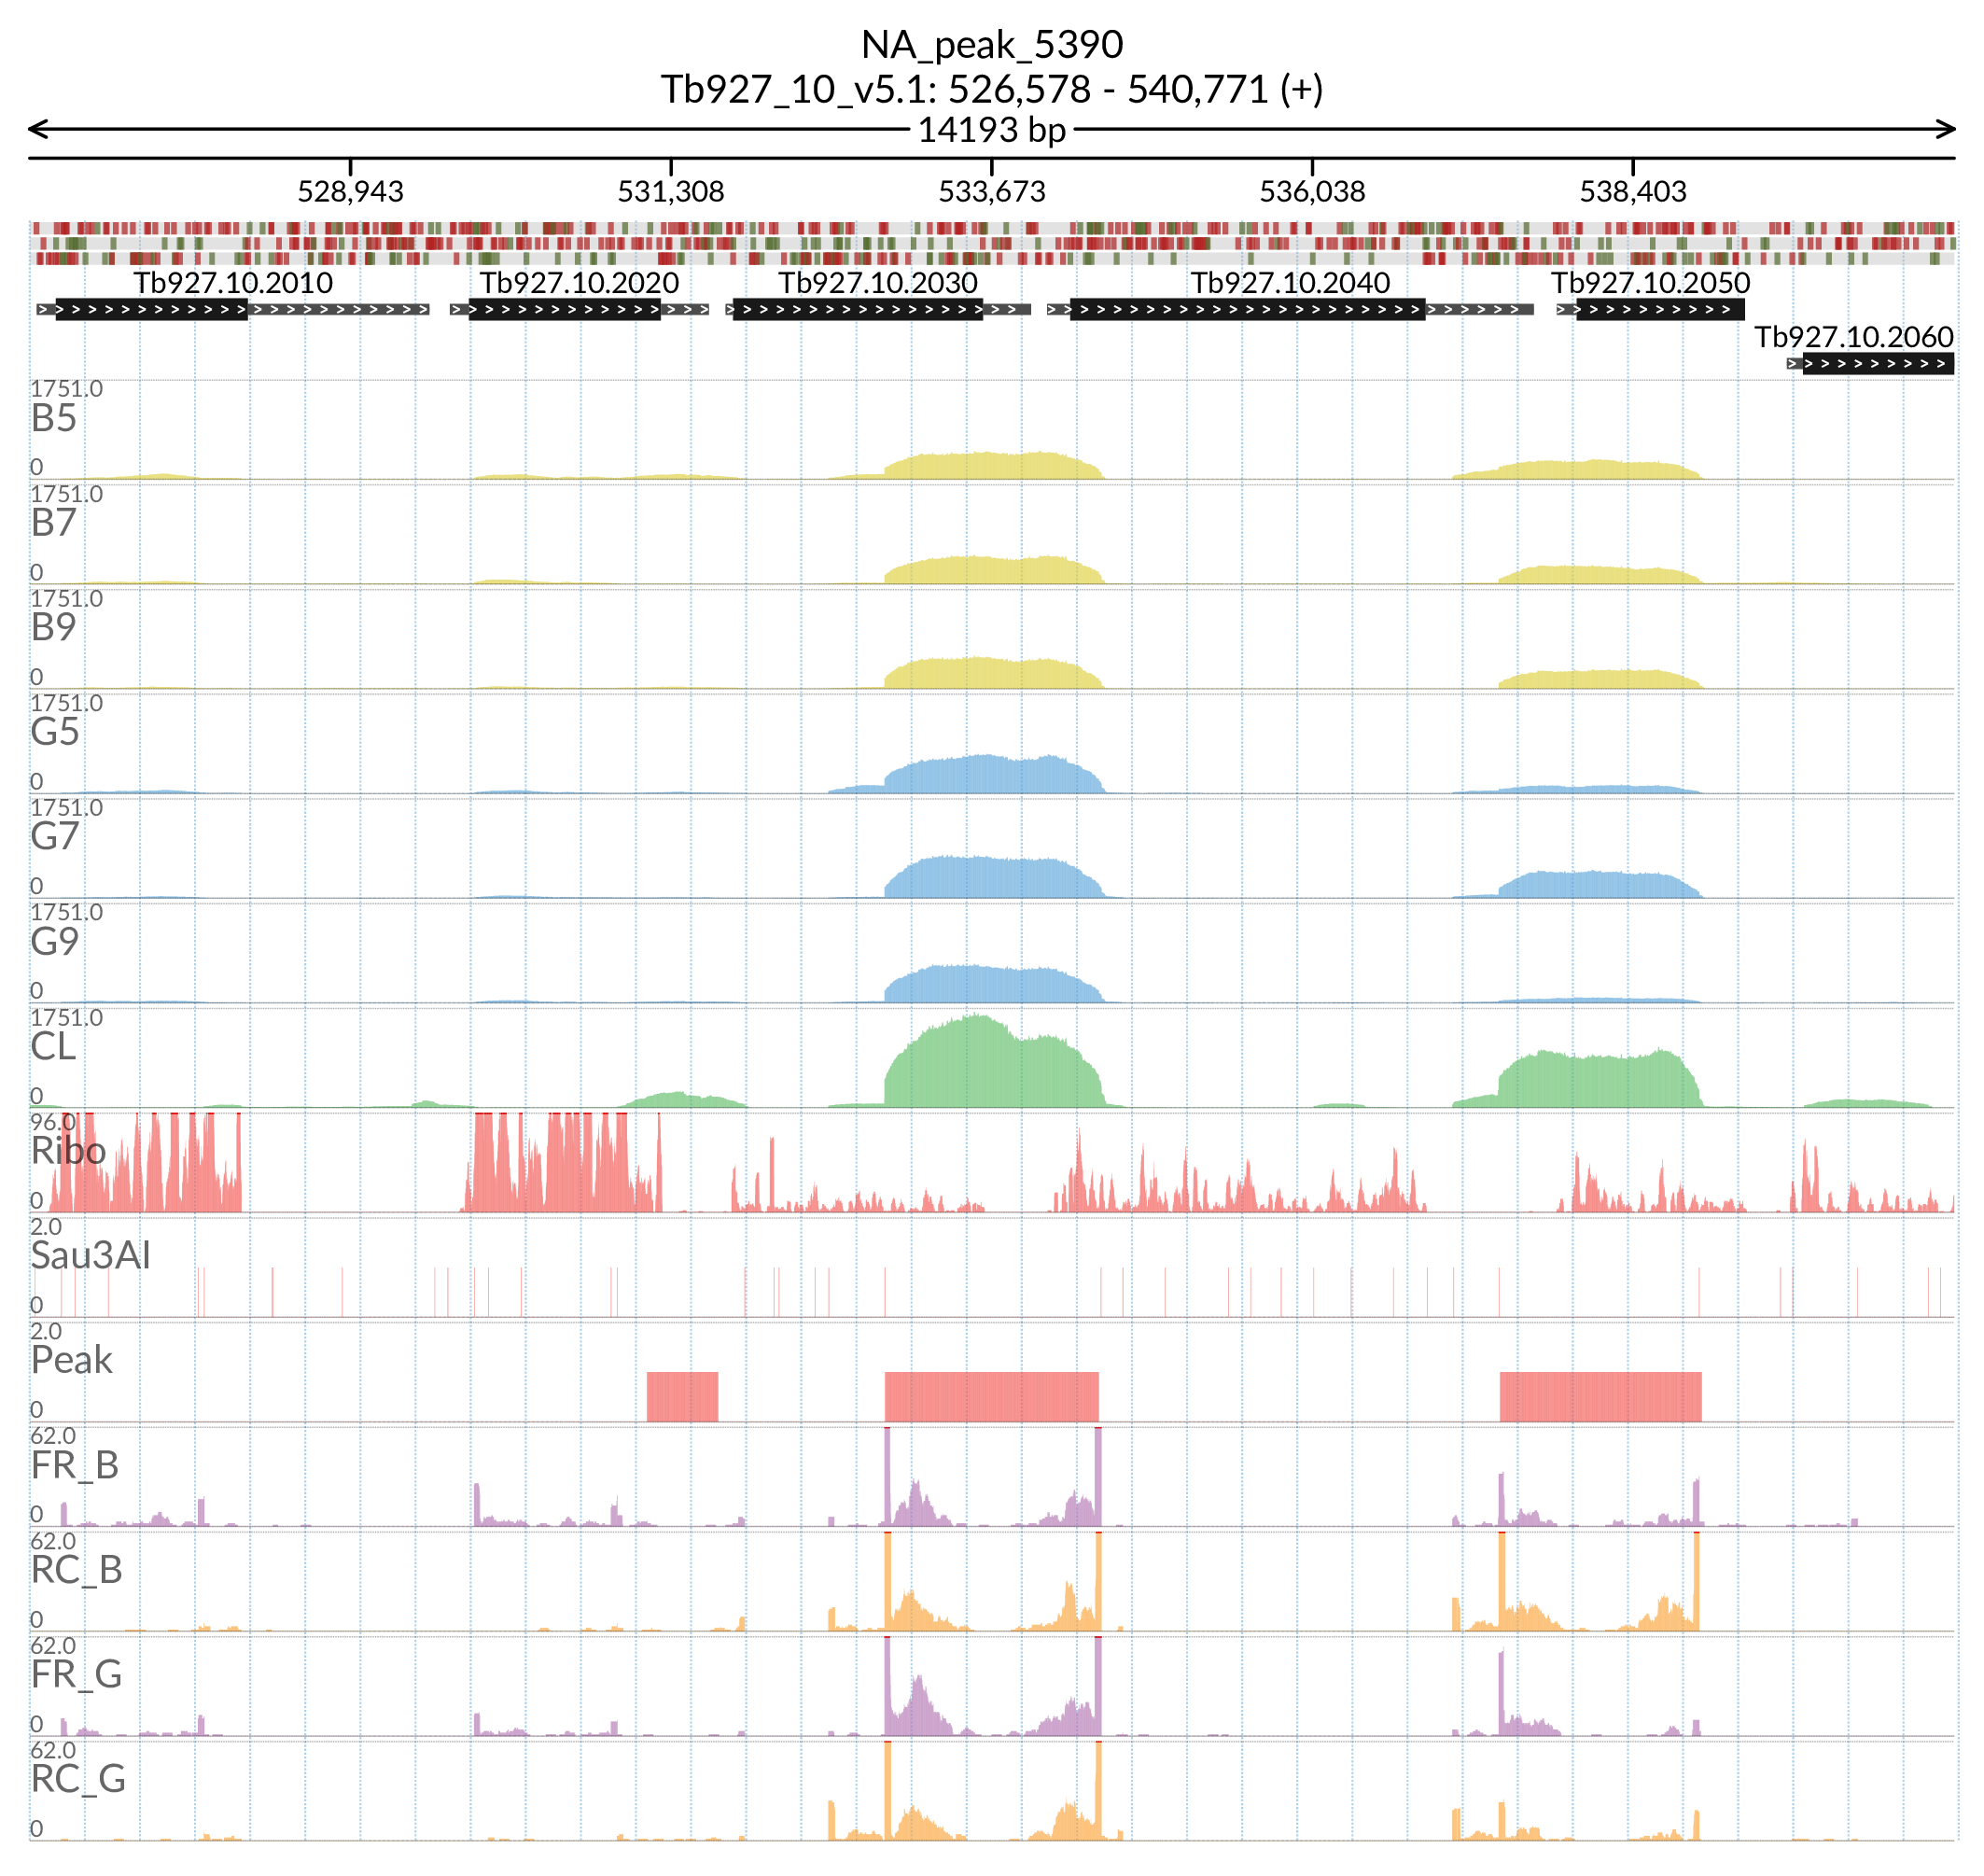 NA_peak_5390
Tb927_10_v5.1: 526,578 - 540,771 (+)
14193 bp
528,943 531,308 533,673 536,038 538,403
Tb927.10.2010 Tb927.10.2020 Tb927.10.2030 Tb927.10.2040 Tb927.10.2050
Tb927.10.2060
1751.0
B5
0
1751.0
B7
0
1751.0
B9
0
1751.0
G5
0
1751.0
G7
0
1751.0
G9
0
1751.0
CL
0
96.0
Ribo
0
2.0
Sau3AI
0
2.0
Peak
0
62.0
FR_B
0
62.0
RC_B
0
62.0
FR_G
0
62.0
RC_G
0